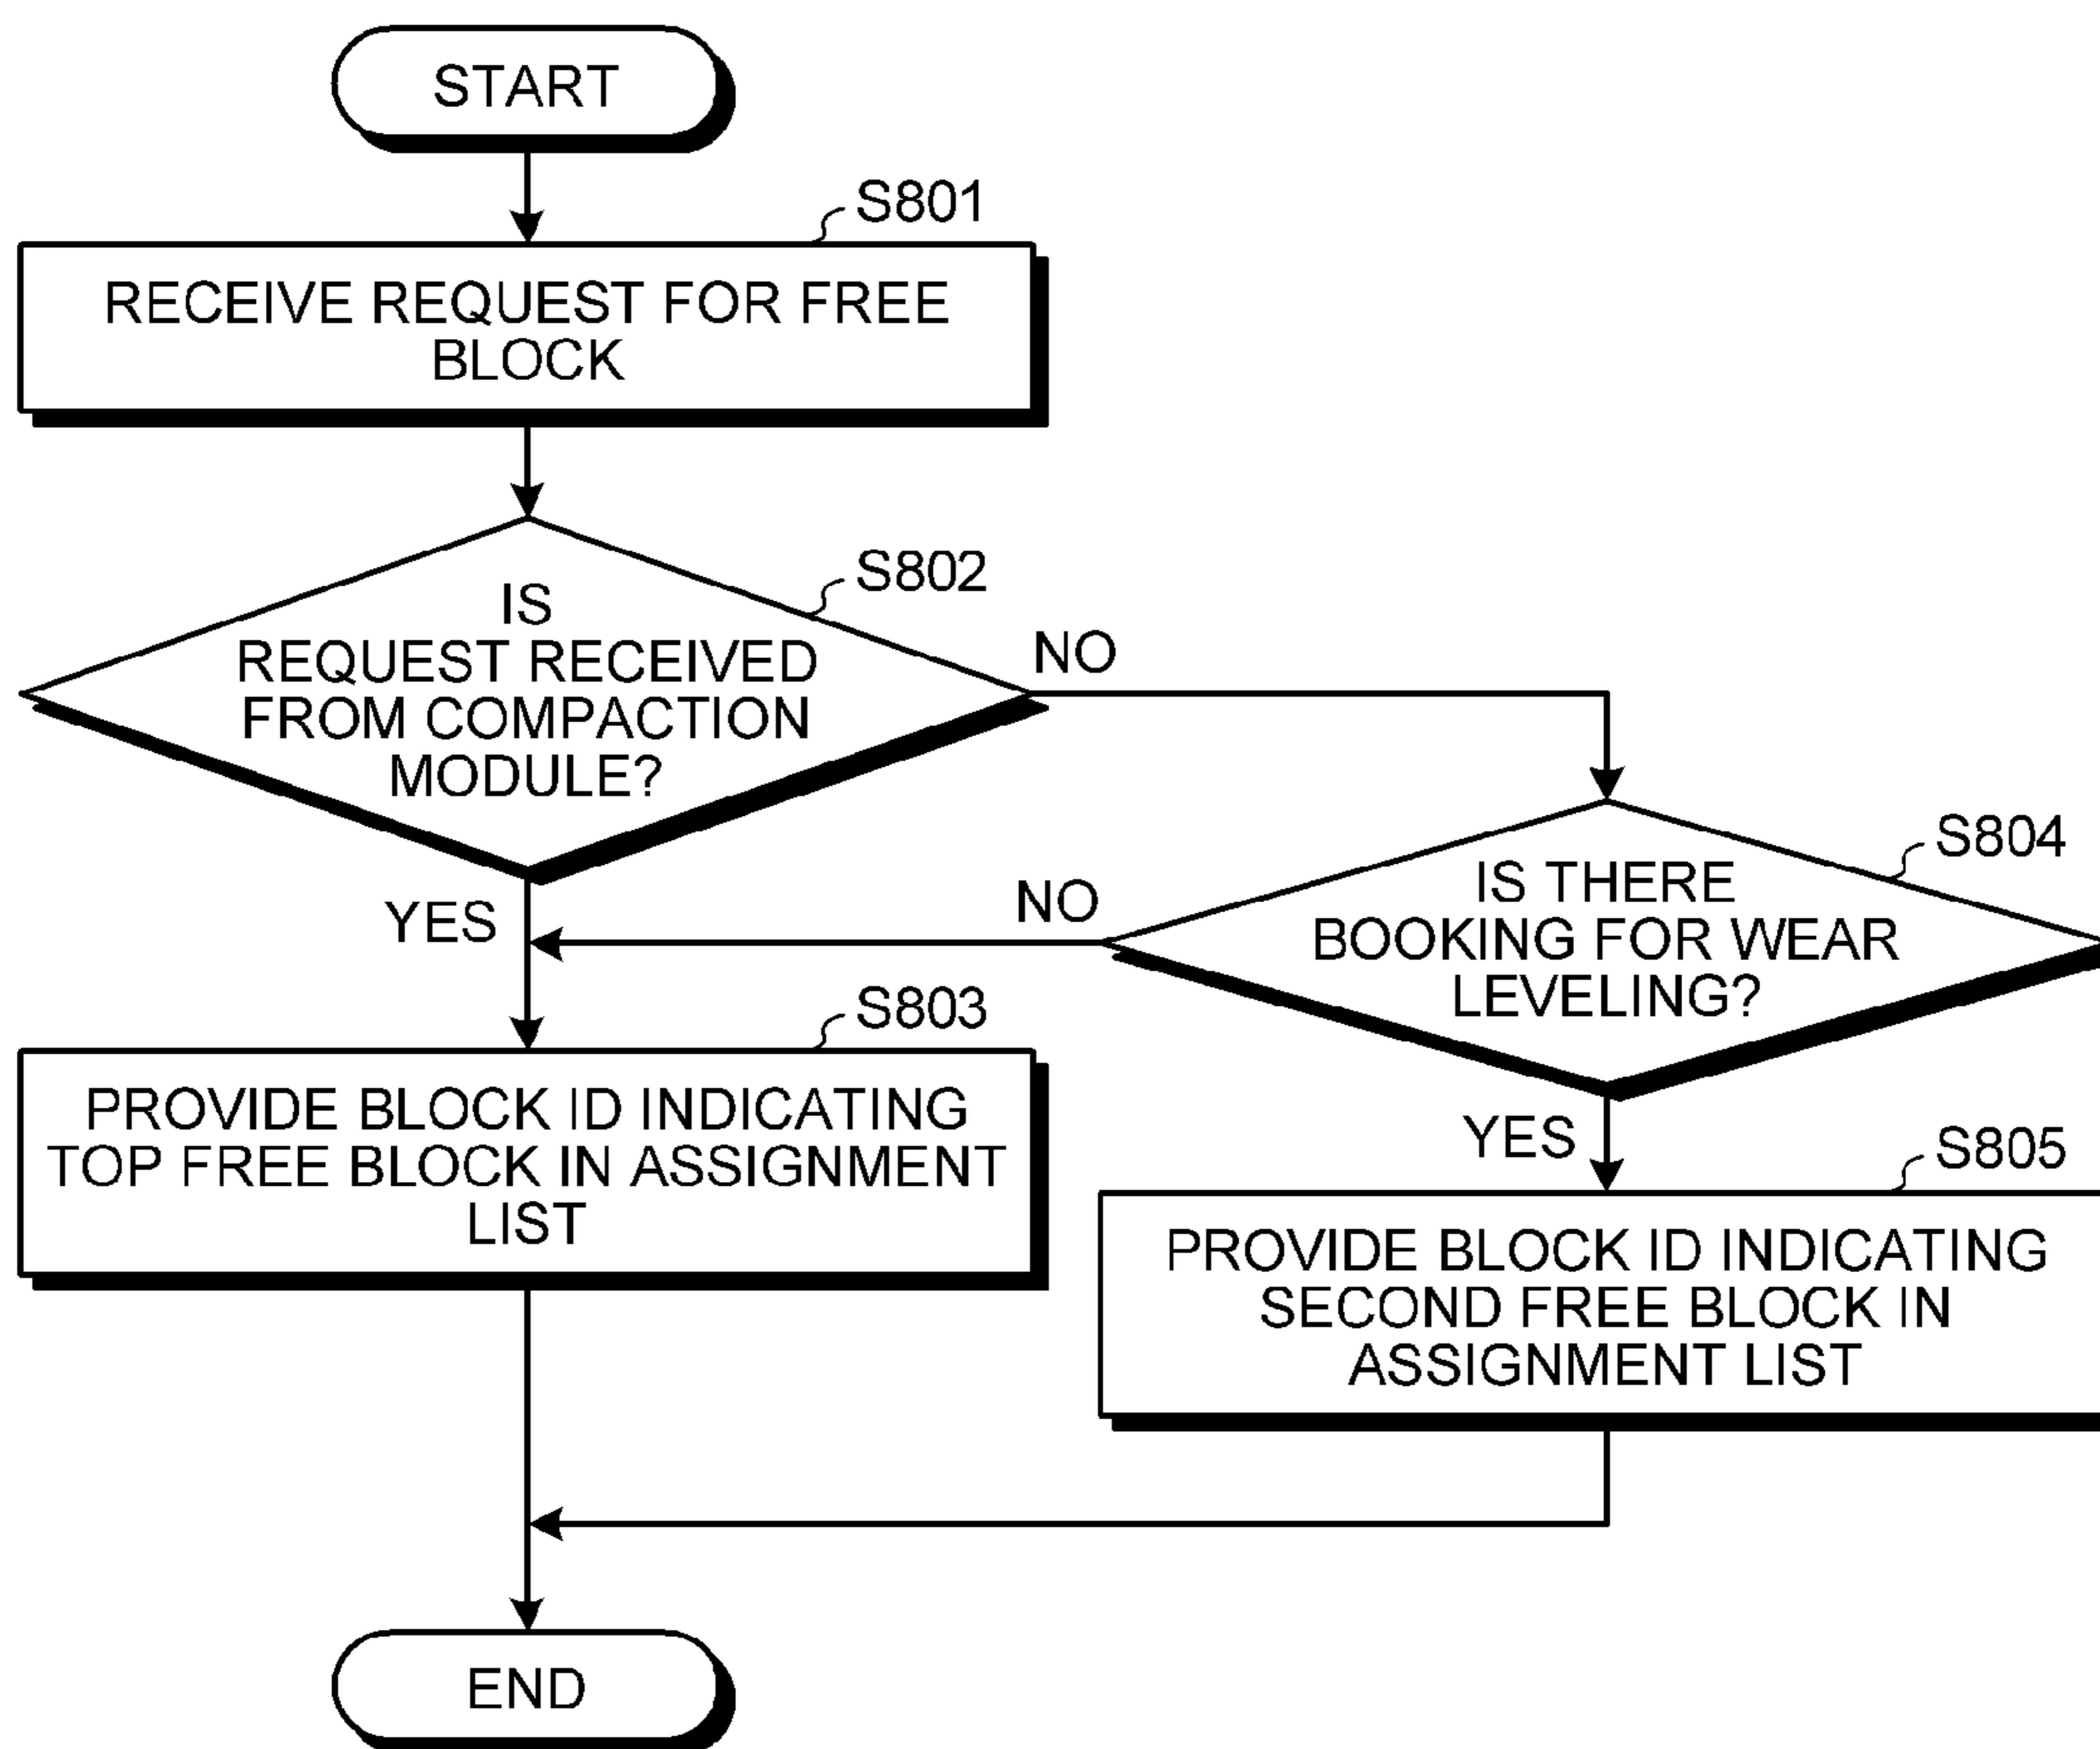 START
S801
RECEIVE REQUEST FOR FREE
BLOCK
S802
IS
REQUEST RECEIVED
FROM COMPACTION
MODULE?
NO
YES
S804
IS THERE
BOOKING FOR WEAR
LEVELING?
NO
YES
S803
PROVIDE BLOCK ID INDICATING
TOP FREE BLOCK IN ASSIGNMENT
LIST
S805
PROVIDE BLOCK ID INDICATING
SECOND FREE BLOCK IN
ASSIGNMENT LIST
END